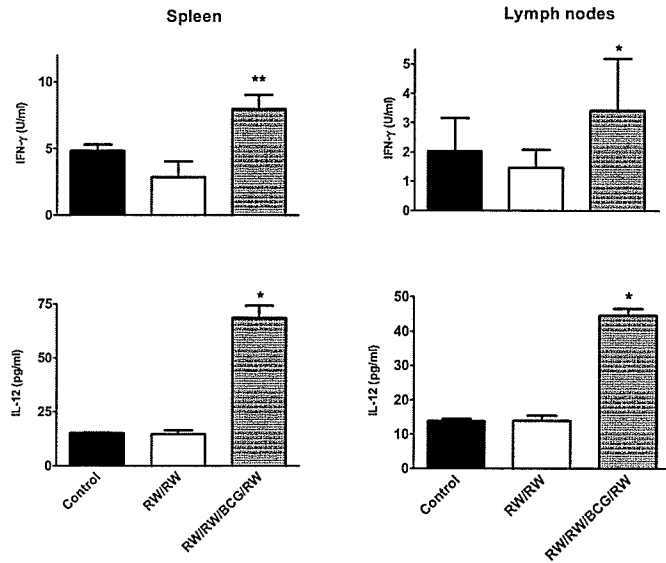 Spleen
Lymph nodes
IFN-γ (U/ml)
10
5
0
**
IFN-γ (U/ml)
5
4
3
2
1
0
*
IL-12 (pg/ml)
75
50
25
0
*
Control
RW/RW
RW/RW/BCG/RW
IL-12 (pg/ml)
50
40
30
20
10
0
*
Control
RW/RW
RW/RW/BCG/RW